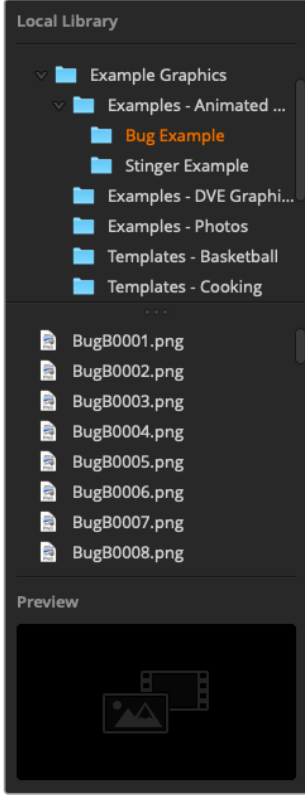 Local Library
Example Graphics
Examples - Animated ...
Bug Example
Stinger Example
Examples - DVE Graphi...
Examples - Photos
Templates - Basketball
Templates - Cooking
BugB0001.png
BugB0002.png
BugB0003.png
BugB0004.png
BugB0005.png
BugB0006.png
BugB0007.png
BugB0008.png
Preview